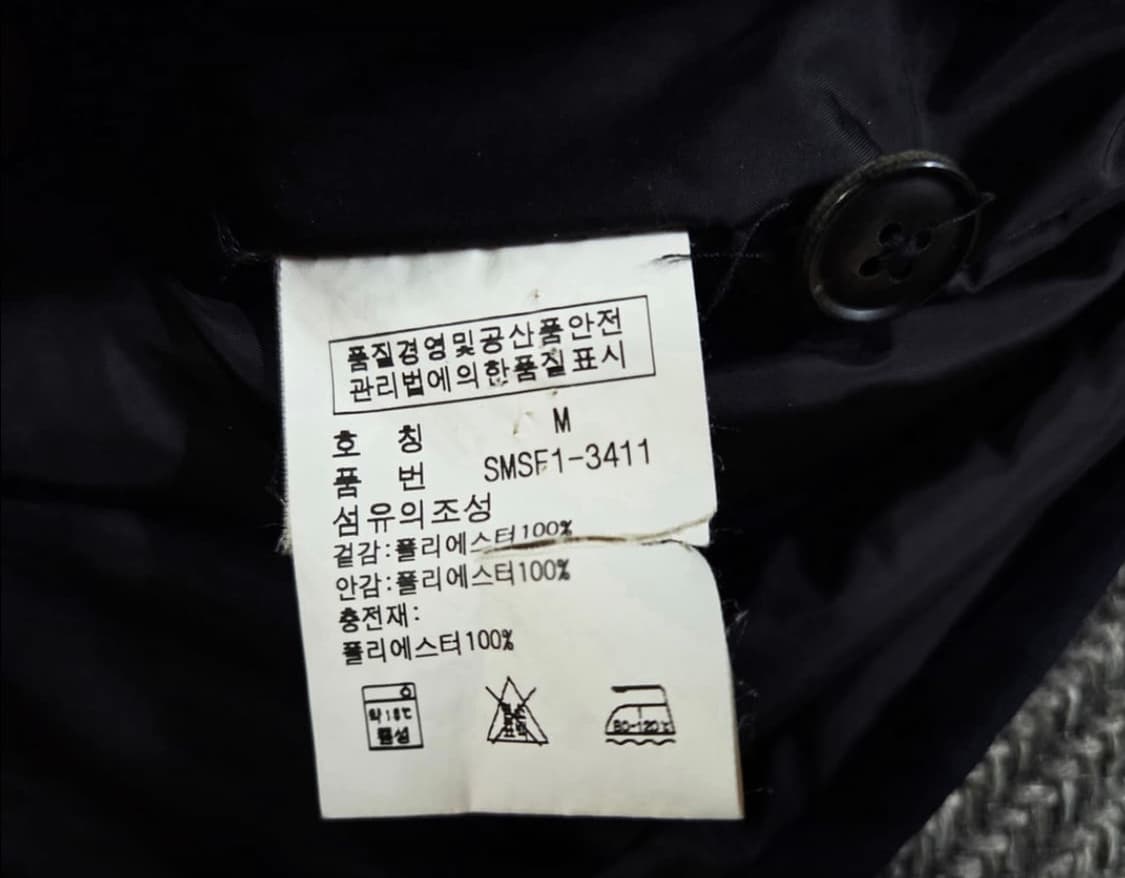 품질경영및공산품안전
관리법에의한품질표시
호 칭 M
품 번 SMSF1-3411
섬유의조성
겉감:폴리에스터100%
안감:폴리에스터100%
충전재:
폴리에스터100%
80-120℃